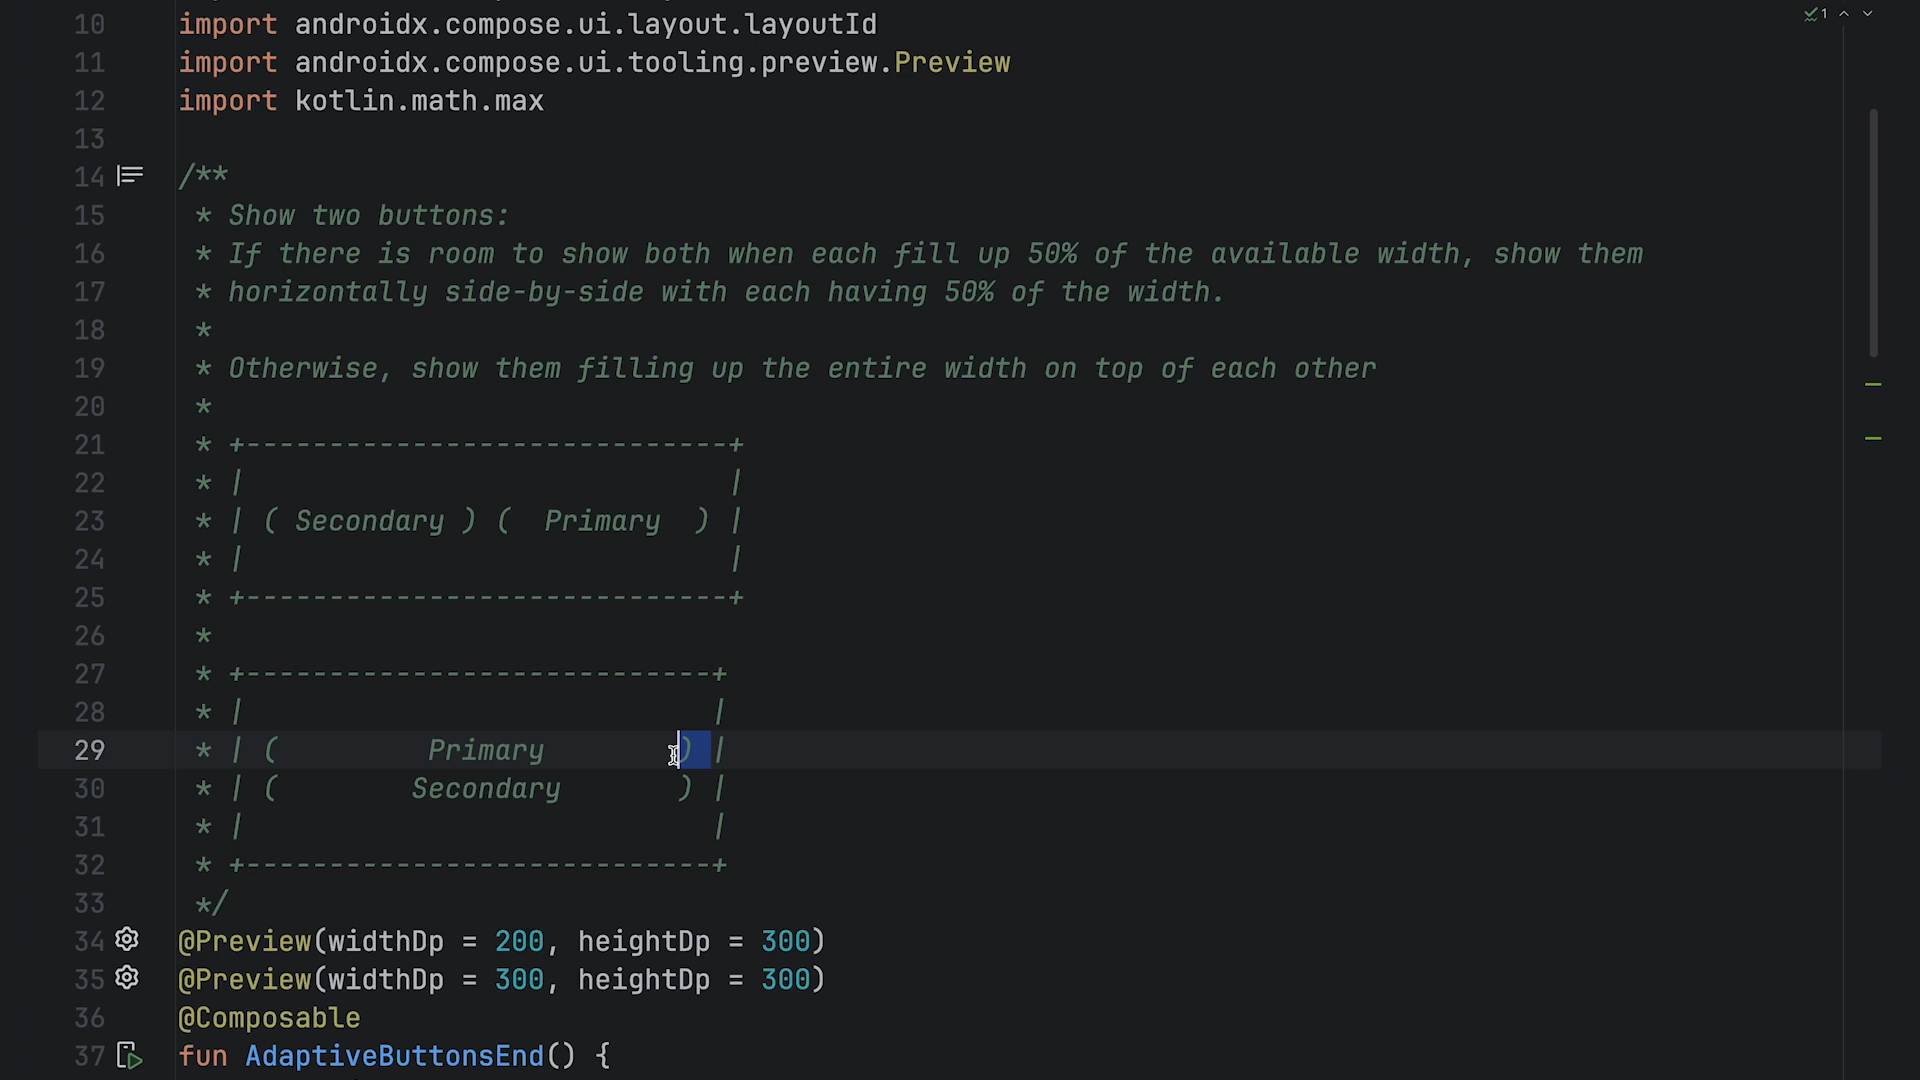 10 import androidx.compose.ui.layout.layoutId
11 import androidx.compose.ui.tooling.preview.Preview
12 import kotlin.math.max
13
14 /**
15  * Show two buttons:
16  * If there is room to show both when each fill up 50% of the available width, show them
17  * horizontally side-by-side with each having 50% of the width.
18  *
19  * Otherwise, show them filling up the entire width on top of each other
20  *
21  * +-----------------------------+
22  * |                             |
23  * | ( Secondary ) (  Primary  ) |
24  * |                             |
25  * +-----------------------------+
26  *
27  * +----------------------------+
28  * |                            |
29  * | (         Primary        ) |
30  * | (        Secondary       ) |
31  * |                            |
32  * +----------------------------+
33  */
34 @Preview(widthDp = 200, heightDp = 300)
35 @Preview(widthDp = 300, heightDp = 300)
36 @Composable
37 fun AdaptiveButtonsEnd() {
1